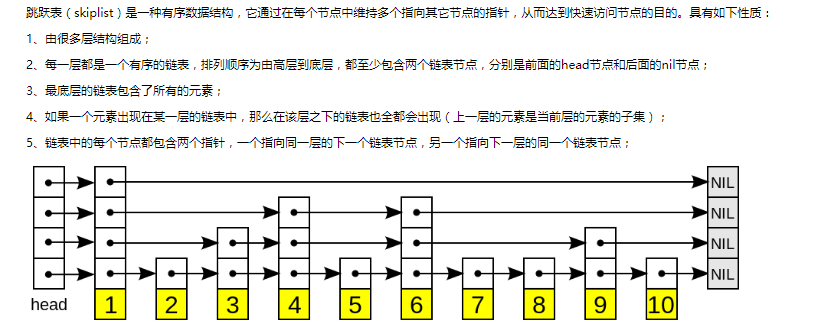 跳跃表（skiplist）是一种有序数据结构，它通过在每个节点中维持多个指向其它节点的指针，从而达到快速访问节点的目的。具有如下性质：
1、由很多层结构组成；
2、每一层都是一个有序的链表，排列顺序为由高层到底层，都至少包含两个链表节点，分别是前面的head节点和后面的nil节点；
3、最底层的链表包含了所有的元素；
4、如果一个元素出现在某一层的链表中，那么在该层之下的链表也全都会出现（上一层的元素是当前层的元素的子集）；
5、链表中的每个节点都包含两个指针，一个指向同一层的下一个链表节点，另一个指向下一层的同一个链表节点；
NIL
NIL
NIL
NIL
head 1 2 3 4 5 6 7 8 9 10